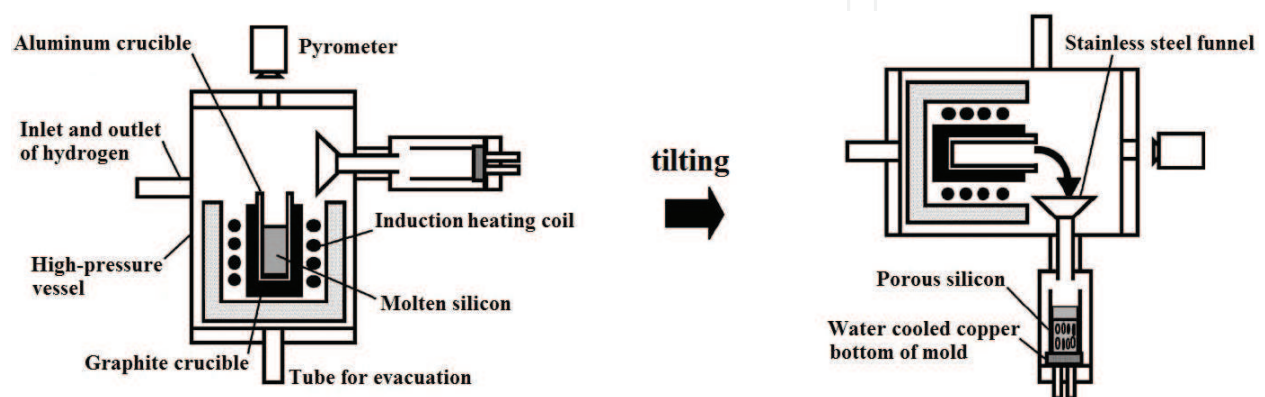 Aluminum crucible
Pyrometer
Inlet and outlet
of hydrogen
Induction heating coil
High-pressure
vessel
Molten silicon
Graphite crucible
Tube for evacuation
tilting
Stainless steel funnel
Porous silicon
Water cooled copper
bottom of mold